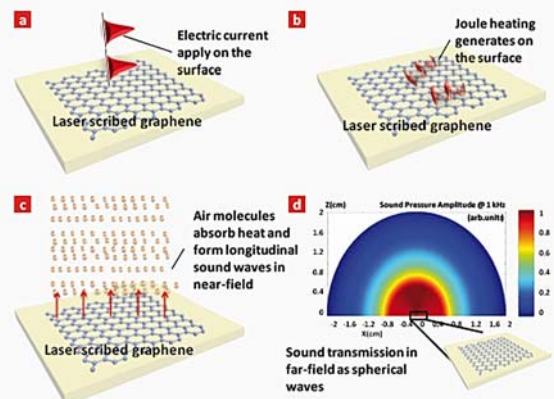 a
Electric current
apply on the
surface
Laser scribed graphene
b
Joule heating
generates on
the surface
Laser scribed graphene
c
Air molecules
absorb heat and
form longitudinal
sound waves in
near-field
Laser scribed graphene
d
Z(cm) Sound Pressure Amplitude @ 1 kHz
(arb.units)
2
1.6
1.2
0.8
0.4
0
-2 -1.6 -1.2 -0.8 -0.4 0 0.4 0.8 1.2 1.6 2
X(cm)
1
0.8
0.6
0.4
0.2
0
Sound transmission in
far-field as spherical
waves